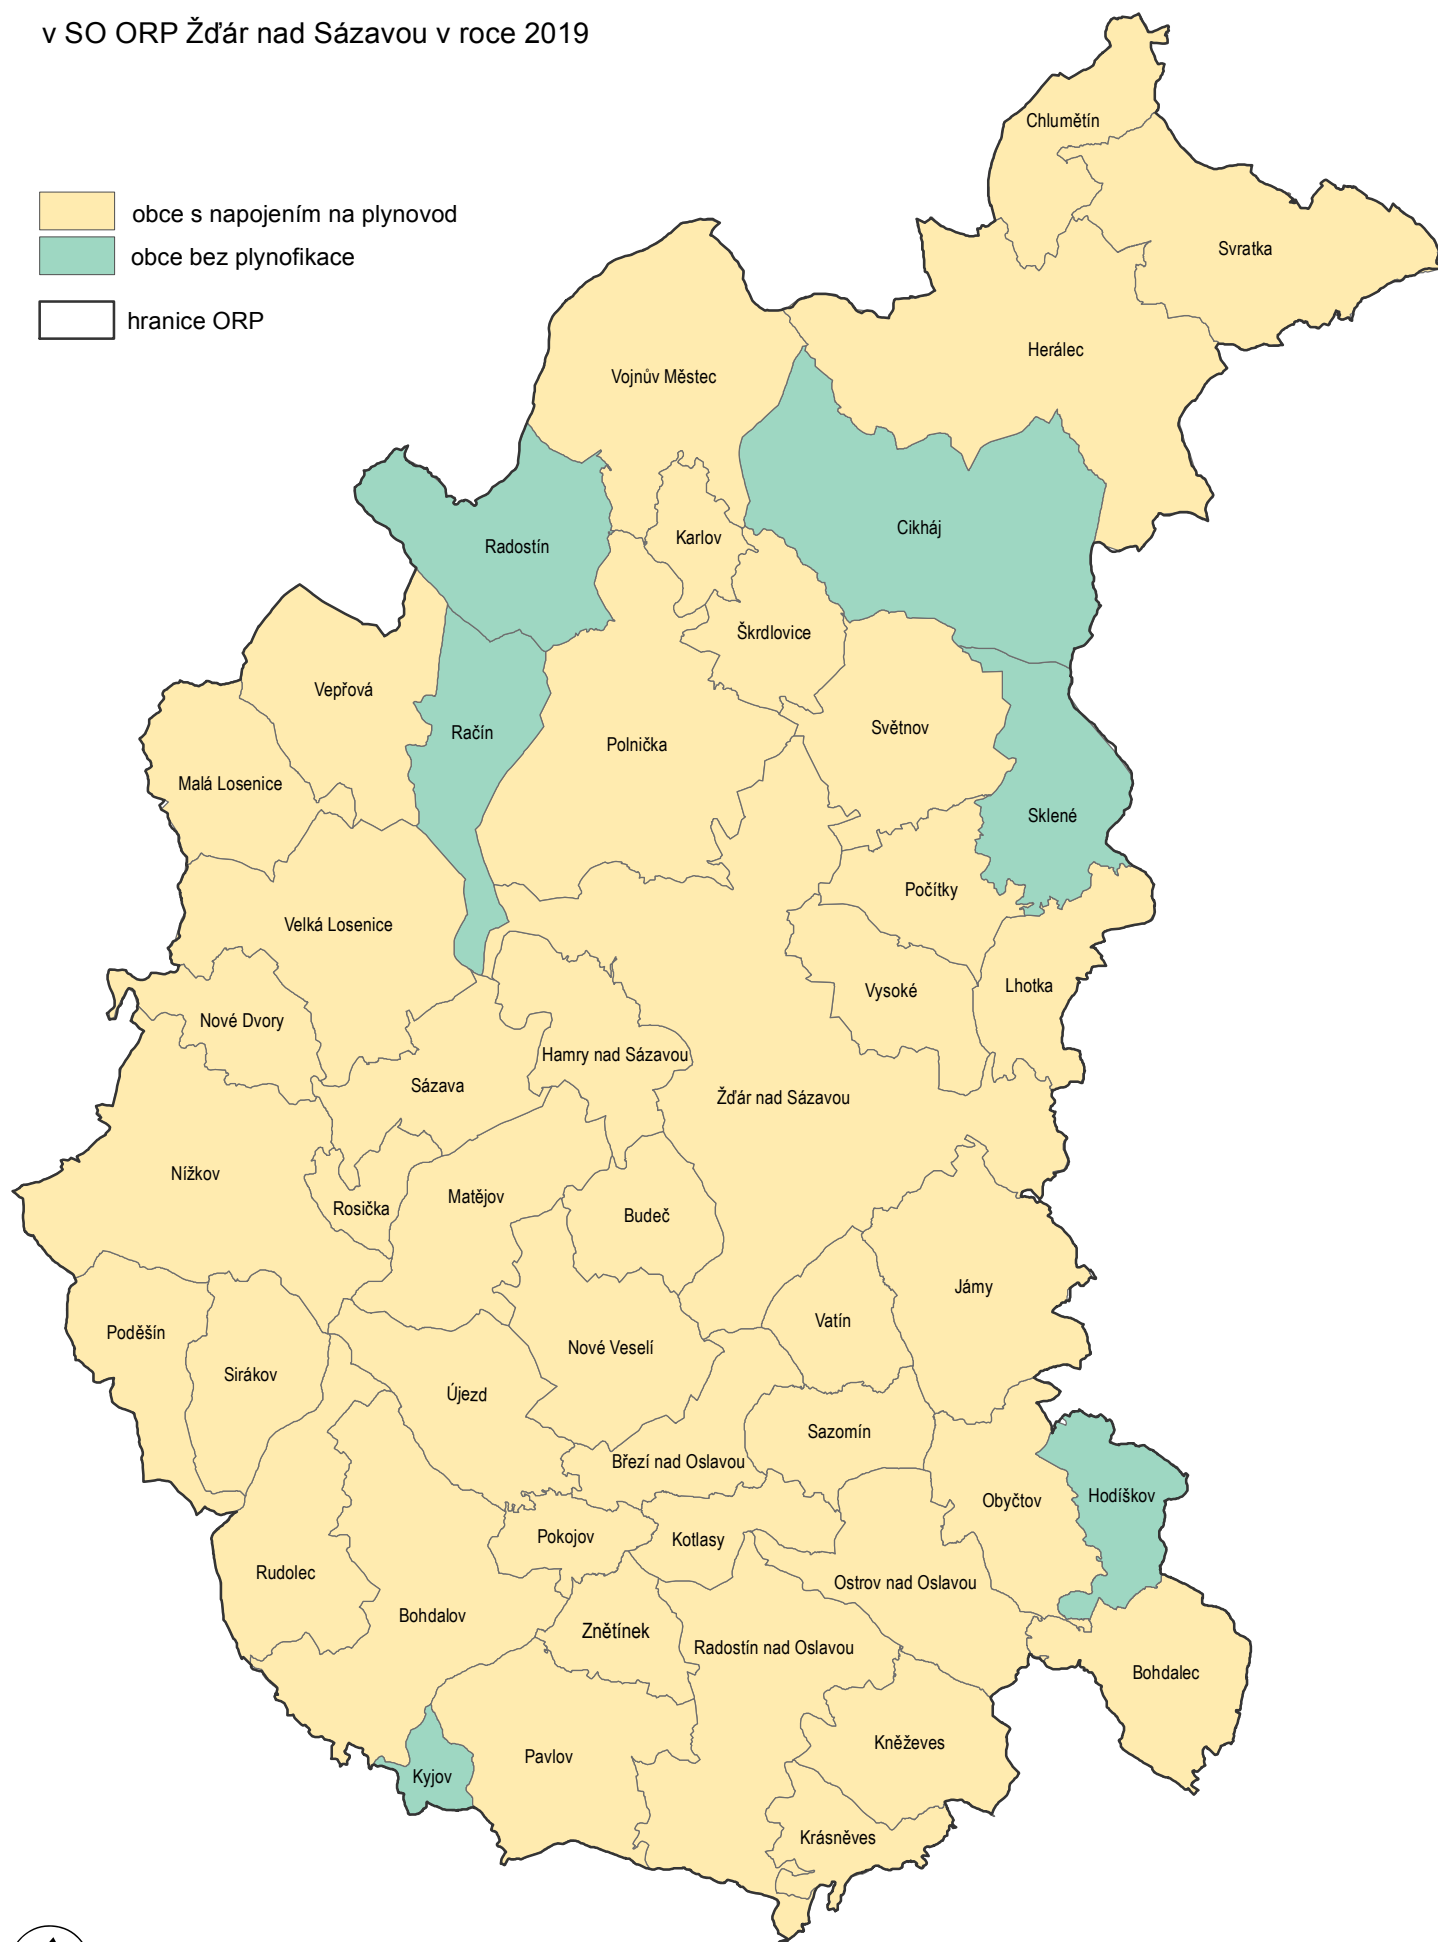 v SO ORP Žďár nad Sázavou v roce 2019
obce s napojením na plynovod
obce bez plynofikace
hranice ORP
Chlumětín
Svratka
Herálec
Vojnův Městec
Cikháj
Karlov
Radostín
Škrdlovice
Vepřová
Světnov
Račín
Polnička
Malá Losenice
Sklené
Počítky
Velká Losenice
Lhotka
Vysoké
Nové Dvory
Hamry nad Sázavou
Sázava
Žďár nad Sázavou
Nížkov
Matějov
Rosička
Budeč
Jámy
Vatín
Poděšín
Nové Veselí
Sirákov
Újezd
Sazomín
Březí nad Oslavou
Hodíškov
Obyčtov
Pokojov
Kotlasy
Rudolec
Ostrov nad Oslavou
Bohdalov
Znětínek
Radostín nad Oslavou
Bohdalec
Kněževes
Pavlov
Kyjov
Krásněves